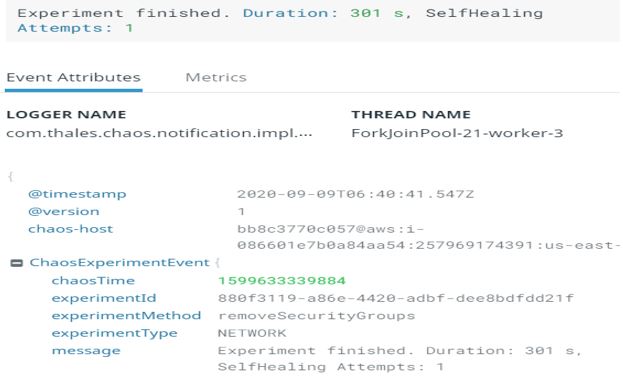 Experiment finished. Duration: 301 s, SelfHealing
Attempts: 1
Event Attributes Metrics
LOGGER NAME THREAD NAME
com.thales.chaos.notification.impl.... ForkJoinPool-21-worker-3
{
@timestamp 2020-09-09T06:40:41.547Z
@version 1
chaos-host bb8c3770c057@aws:i-
086601e7b0a84aa54:257969174391:us-east-
ChaosExperimentEvent {
chaosTime 1599633339884
experimentId 880f3119-a86e-4420-adbf-dee8bdfdd21f
experimentMethod removeSecurityGroups
experimentType NETWORK
message Experiment finished. Duration: 301 s,
SelfHealing Attempts: 1